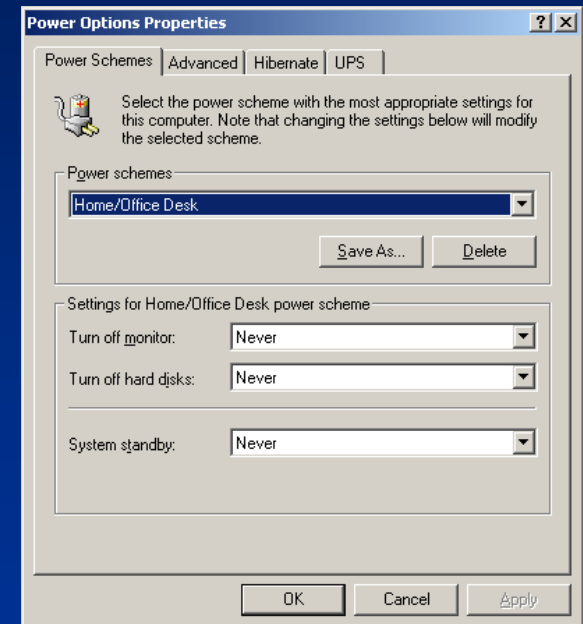 Power Options Properties
Power Schemes Advanced Hibernate UPS
Select the power scheme with the most appropriate settings for
this computer. Note that changing the settings below will modify
the selected scheme.
Power schemes
Home/Office Desk
Save As... Delete
Settings for Home/Office Desk power scheme
Turn off monitor: Never
Turn off hard disks: Never
System standby: Never
OK Cancel Apply